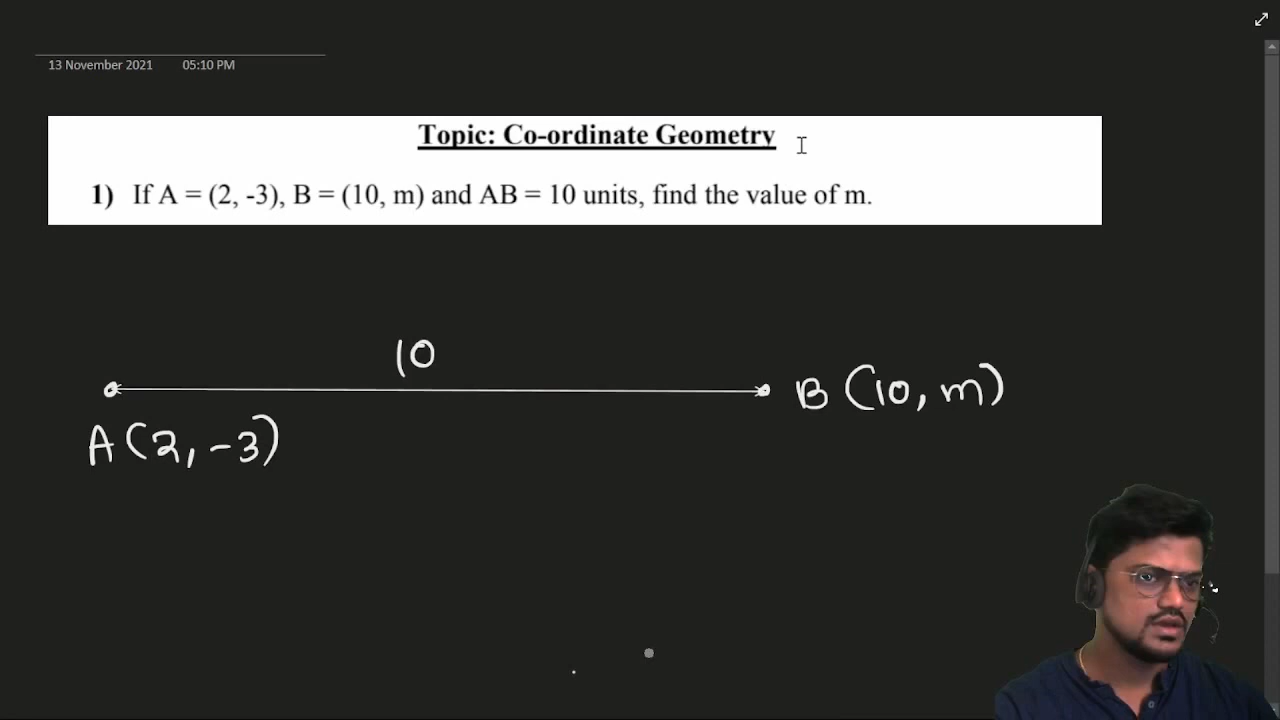 13 November 2021 05:10 PM
Topic: Co-ordinate Geometry
1) If A = (2, -3), B = (10, m) and AB = 10 units, find the value of m.
10
B (10, m)
A (2, -3)